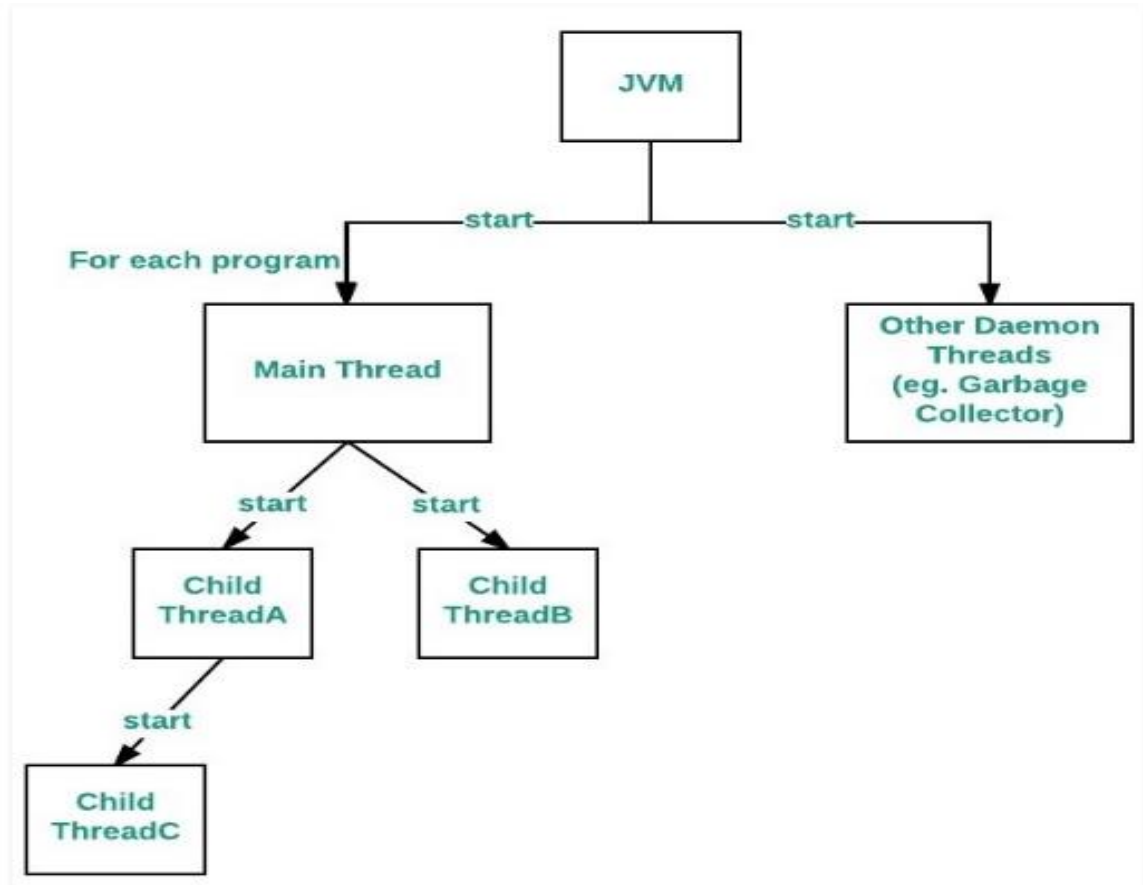 JVM
start
start
For each program
Main Thread
Other Daemon
Threads
(eg. Garbage
Collector)
start
start
Child
ThreadA
Child
ThreadB
start
Child
ThreadC